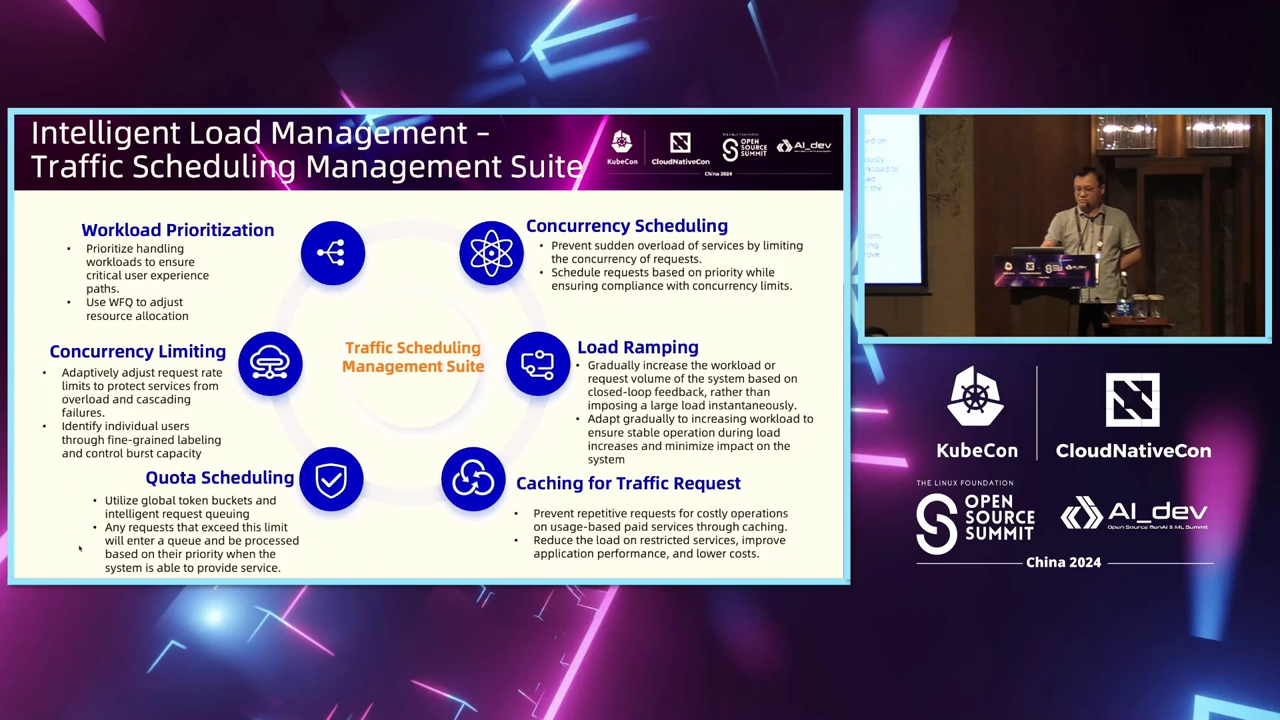 Intelligent Load Management –
Traffic Scheduling Management Suite
KubeCon
CloudNativeCon
OPEN
SOURCE
SUMMIT
AI_dev
China 2024
Workload Prioritization
• Prioritize handling
workloads to ensure
critical user experience
paths.
• Use WFQ to adjust
resource allocation
Concurrency Scheduling
• Prevent sudden overload of services by limiting
the concurrency of requests.
• Schedule requests based on priority while
ensuring compliance with concurrency limits.
Concurrency Limiting
• Adaptively adjust request rate
limits to protect services from
overload and cascading
failures.
• Identify individual users
through fine-grained labeling
and control burst capacity
Traffic Scheduling
Management Suite
Load Ramping
• Gradually increase the workload or
request volume of the system based on
closed-loop feedback, rather than
imposing a large load instantaneously.
• Adapt gradually to increasing workload to
ensure stable operation during load
increases and minimize impact on the
system
Quota Scheduling
• Utilize global token buckets and
intelligent request queuing
• Any requests that exceed this limit
will enter a queue and be processed
based on their priority when the
system is able to provide service.
Caching for Traffic Request
• Prevent repetitive requests for costly operations
on usage-based paid services through caching.
• Reduce the load on restricted services, improve
application performance, and lower costs.
KubeCon
CloudNativeCon
THE LINUX FOUNDATION
OPEN
SOURCE
SUMMIT
AI_dev
Open Source GenAI & ML Summit
China 2024